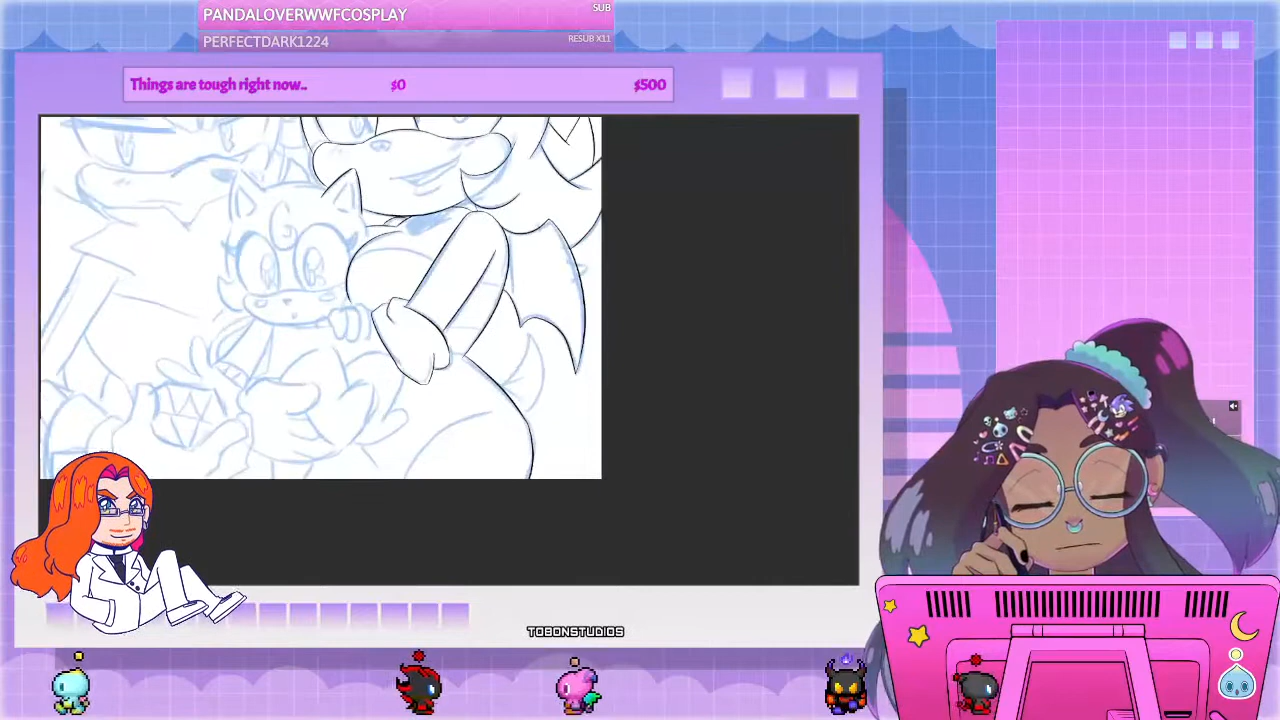 PANDALOVERWWFCOSPLAY SUB
PERFECTDARK1224 RESUB X11
Things are tough right now.. $0 $500
TOBONSTUDIOS